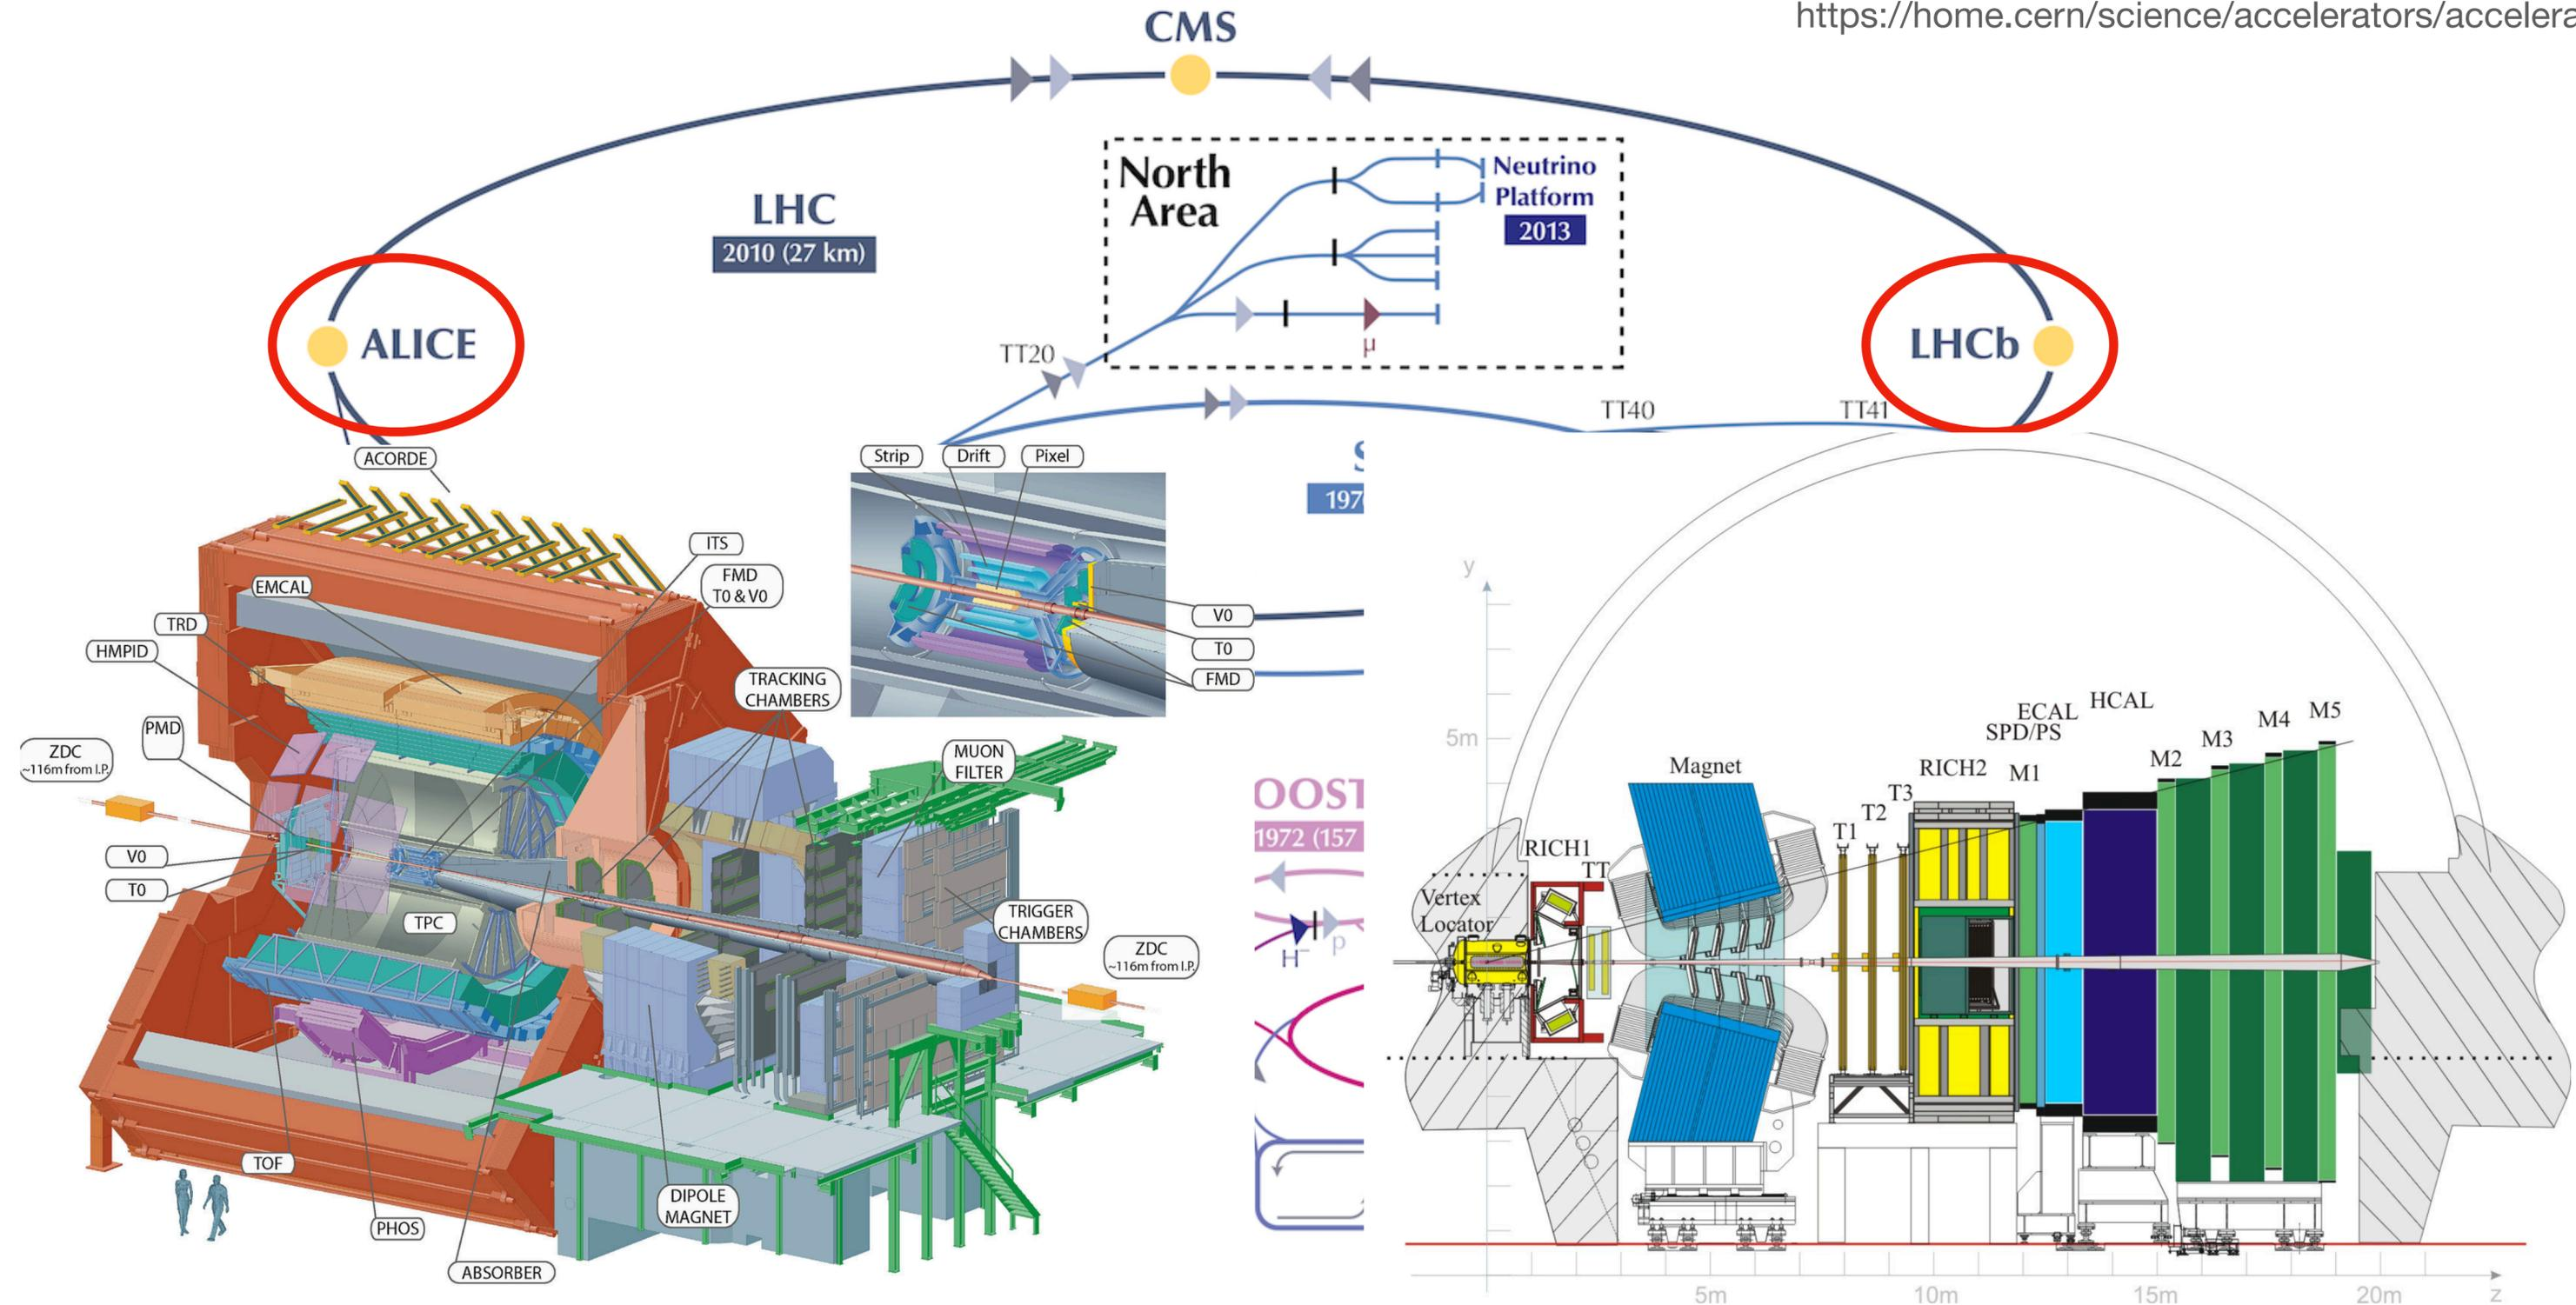 https://home.cern/science/accelerators/accelera
CMS
North
Area
Neutrino
Platform
2013
LHC
2010 (27 km)
ALICE
LHCb
μ
TT20
TT40
TT41
ACORDE
Strip
Drift
Pixel
ITS
FMD
T0 & V0
EMCAL
TRD
HMPID
PMD
ZDC
~116m from I.P.
V0
T0
TPC
TRACKING
CHAMBERS
MUON
FILTER
TRIGGER
CHAMBERS
ZDC
~116m from I.P.
TOF
PHOS
ABSORBER
DIPOLE
MAGNET
V0
T0
FMD
197
OOST
1972 (157
H⁻
p
y
5m
Vertex
Locator
RICH1
TT
Magnet
T1
T2
T3
RICH2
M1
SPD/PS
ECAL
HCAL
M2
M3
M4
M5
5m
10m
15m
20m
z